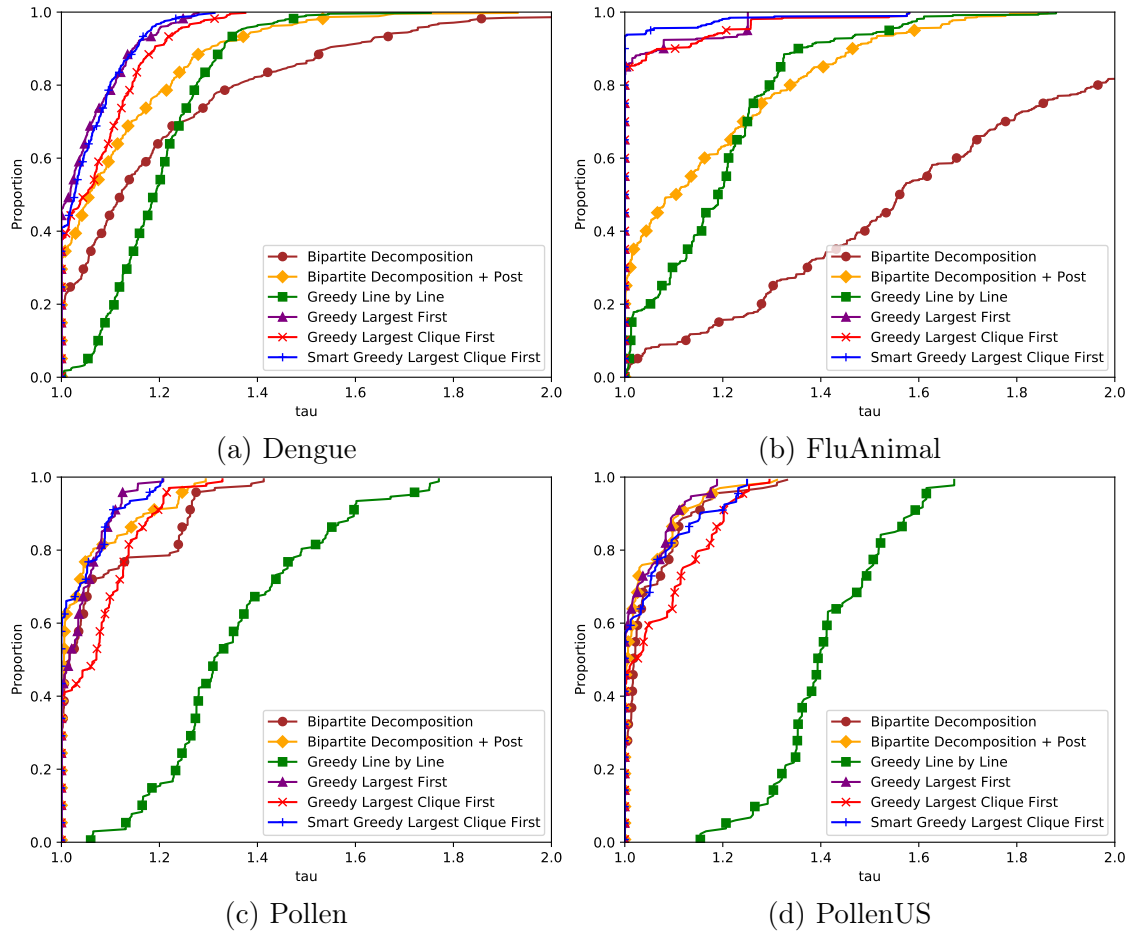 1.0
0.8
0.6
0.4
0.2
0.0
Proportion
Bipartite Decomposition
Bipartite Decomposition + Post
Greedy Line by Line
Greedy Largest First
Greedy Largest Clique First
Smart Greedy Largest Clique First
1.0 1.2 1.4 1.6 1.8 2.0
tau
(a) Dengue
1.0
0.8
0.6
0.4
0.2
0.0
Proportion
Bipartite Decomposition
Bipartite Decomposition + Post
Greedy Line by Line
Greedy Largest First
Greedy Largest Clique First
Smart Greedy Largest Clique First
1.0 1.2 1.4 1.6 1.8 2.0
tau
(b) FluAnimal
1.0
0.8
0.6
0.4
0.2
0.0
Proportion
Bipartite Decomposition
Bipartite Decomposition + Post
Greedy Line by Line
Greedy Largest First
Greedy Largest Clique First
Smart Greedy Largest Clique First
1.0 1.2 1.4 1.6 1.8 2.0
tau
(c) Pollen
1.0
0.8
0.6
0.4
0.2
0.0
Proportion
Bipartite Decomposition
Bipartite Decomposition + Post
Greedy Line by Line
Greedy Largest First
Greedy Largest Clique First
Smart Greedy Largest Clique First
1.0 1.2 1.4 1.6 1.8 2.0
tau
(d) PollenUS